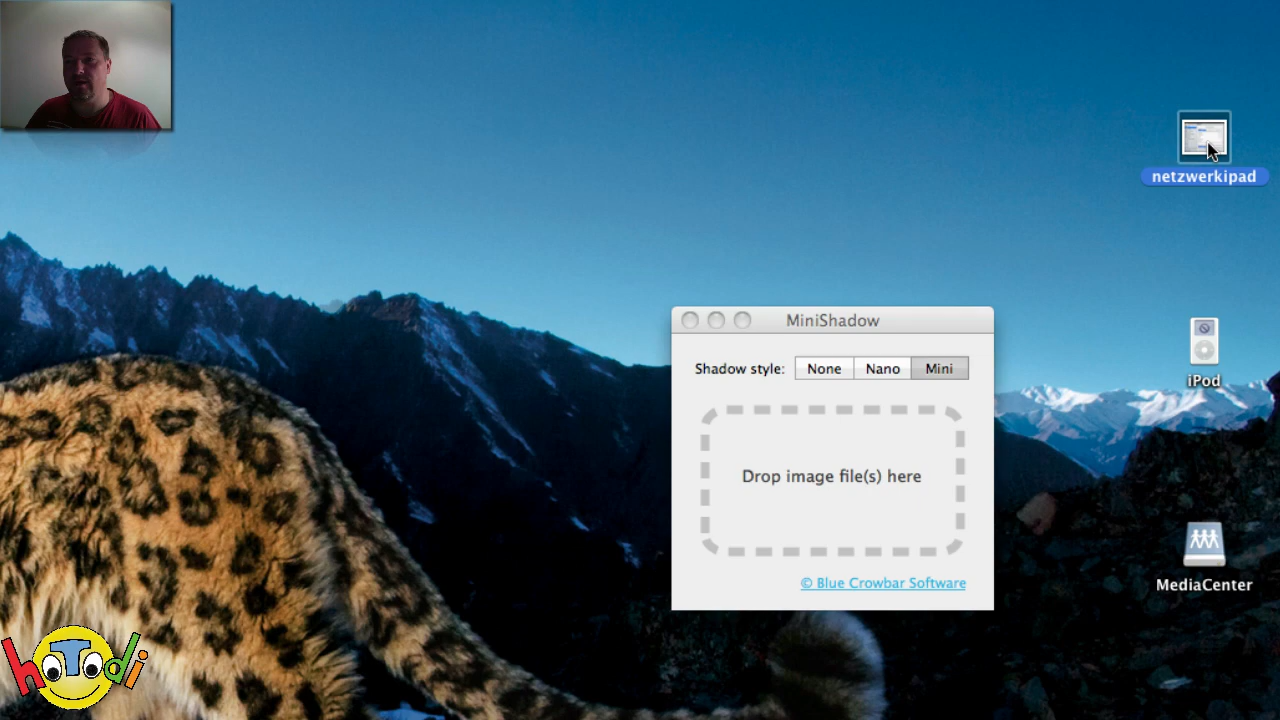 netzwerkipad
MiniShadow
Shadow style: None Nano Mini
Drop image file(s) here
© Blue Crowbar Software
iPod
MediaCenter
hoTodi